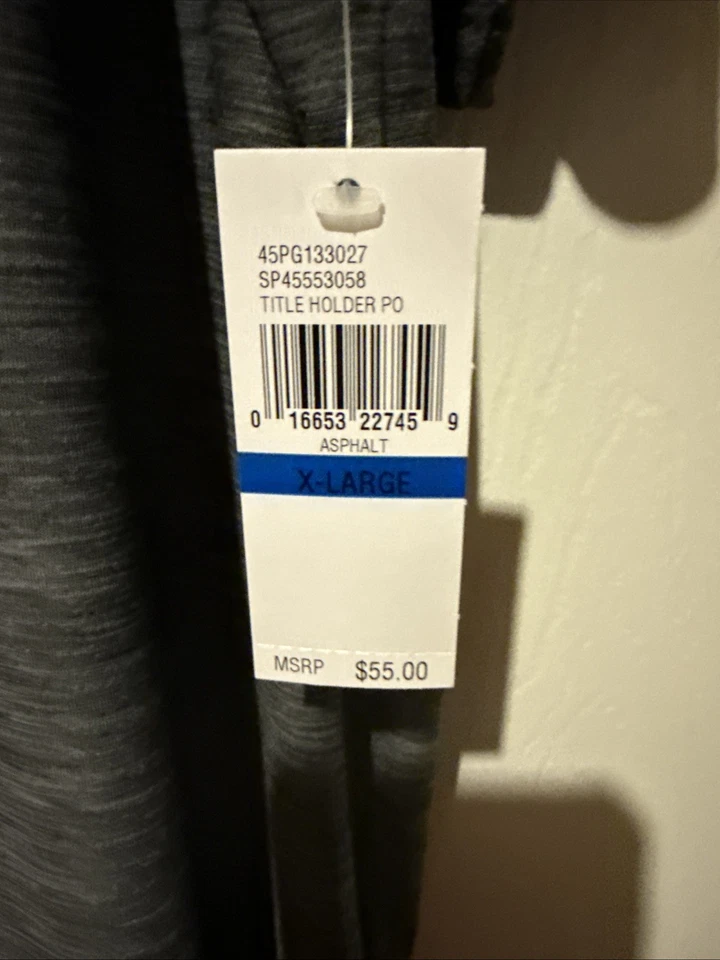 45PG133027
SP45553058
TITLE HOLDER PO
0 16653 22745 9
ASPHALT
X-LARGE
MSRP $55.00